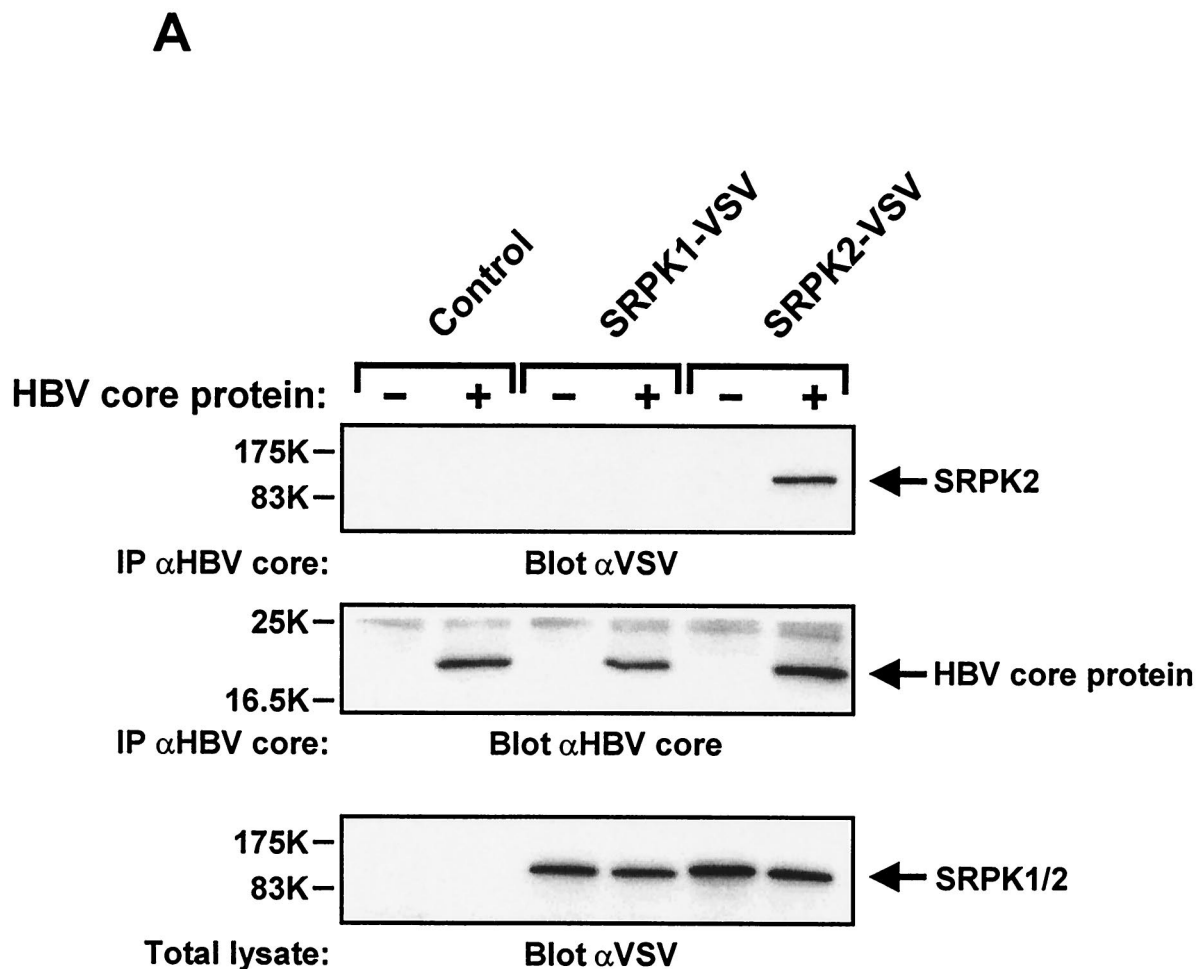 A
Control
SRPK1-VSV
SRPK2-VSV
HBV core protein: − + − + − +
175K−
83K−
SRPK2
IP αHBV core: Blot αVSV
25K−
16.5K−
HBV core protein
IP αHBV core: Blot αHBV core
175K−
83K−
SRPK1/2
Total lysate: Blot αVSV